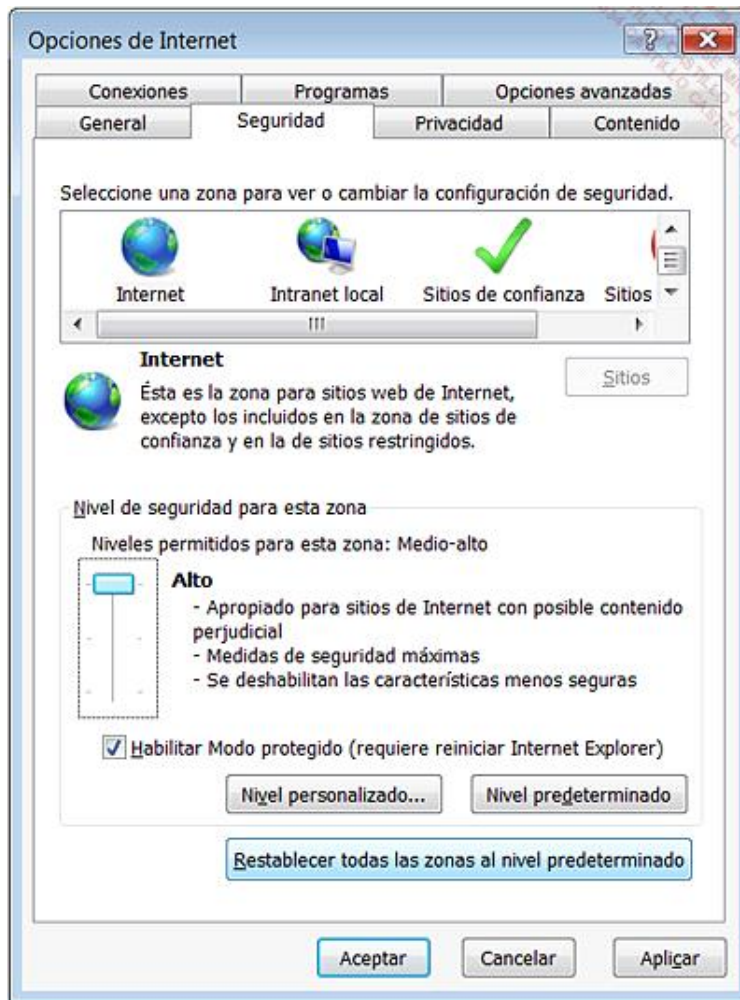 Opciones de Internet
Conexiones Programas Opciones avanzadas
General Seguridad Privacidad Contenido
Seleccione una zona para ver o cambiar la configuración de seguridad.
Internet Intranet local Sitios de confianza Sitios
Internet
Sitios
Ésta es la zona para sitios web de Internet,
excepto los incluidos en la zona de sitios de
confianza y en la de sitios restringidos.
Nivel de seguridad para esta zona
Niveles permitidos para esta zona: Medio-alto
Alto
- Apropiado para sitios de Internet con posible contenido
perjudicial
- Medidas de seguridad máximas
- Se deshabilitan las características menos seguras
Habilitar Modo protegido (requiere reiniciar Internet Explorer)
Nivel personalizado... Nivel predeterminado
Restablecer todas las zonas al nivel predeterminado
Aceptar Cancelar Aplicar